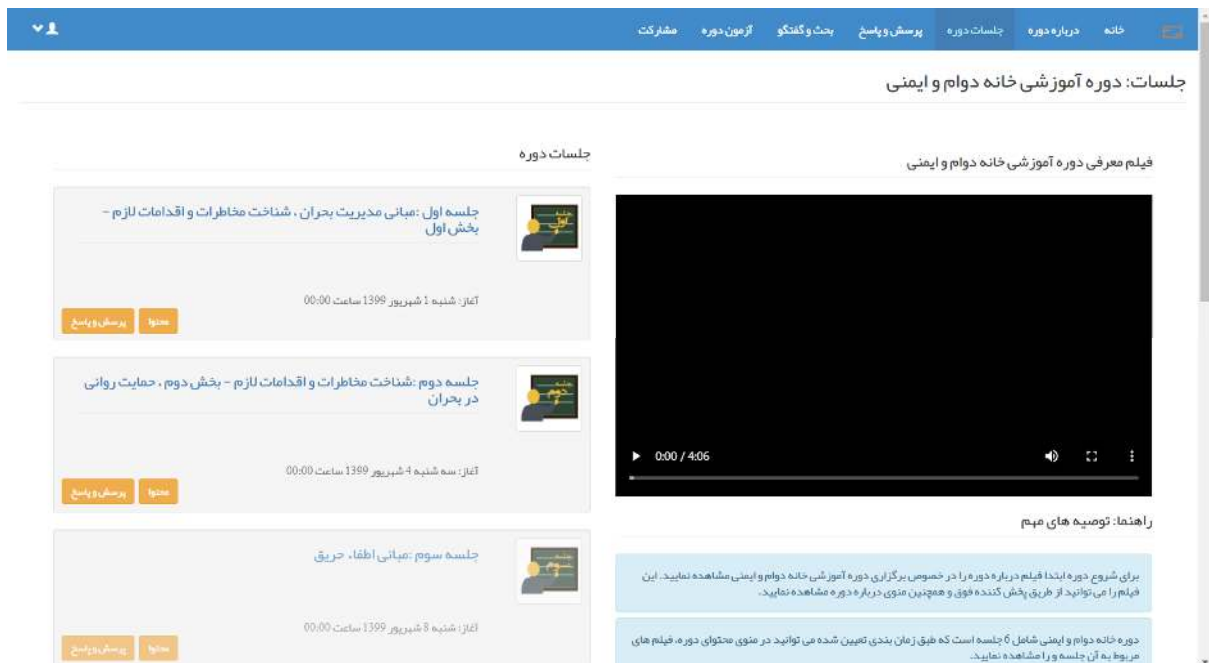 خانه
درباره دوره
جلسات دوره
پرسش و پاسخ
بحث و گفتگو
آزمون دوره
مشارکت
جلسات: دوره آموزشی خانه دوام و ایمنی
فیلم معرفی دوره آموزشی خانه دوام و ایمنی
0:00 / 4:06
راهنما: توصیه های مهم
برای شروع دوره ابتدا فیلم درباره دوره را در خصوص برگزاری دوره آموزشی خانه دوام و ایمنی مشاهده نمایید. این
فیلم را می توانید از طریق پخش کننده فوق و همچنین منوی درباره دوره مشاهده نمایید.
دوره خانه دوام و ایمنی شامل 6 جلسه است که طبق زمان بندی تعیین شده می توانید در منوی محتوای دوره، فیلم های
مربوط به آن جلسه و را مشاهده نمایید.
جلسات دوره
جلسه اول
جلسه اول :مبانی مدیریت بحران ، شناخت مخاطرات و اقدامات لازم –
بخش اول
آغاز: شنبه 1 شهریور 1399 ساعت 00:00
محتوا
پرسش و پاسخ
جلسه دوم
جلسه دوم :شناخت مخاطرات و اقدامات لازم – بخش دوم ، حمایت روانی
در بحران
آغاز: سه شنبه 4 شهریور 1399 ساعت 00:00
محتوا
پرسش و پاسخ
جلسه سوم :مبانی اطفاء حریق
آغاز: شنبه 8 شهریور 1399 ساعت 00:00
محتوا
پرسش و پاسخ